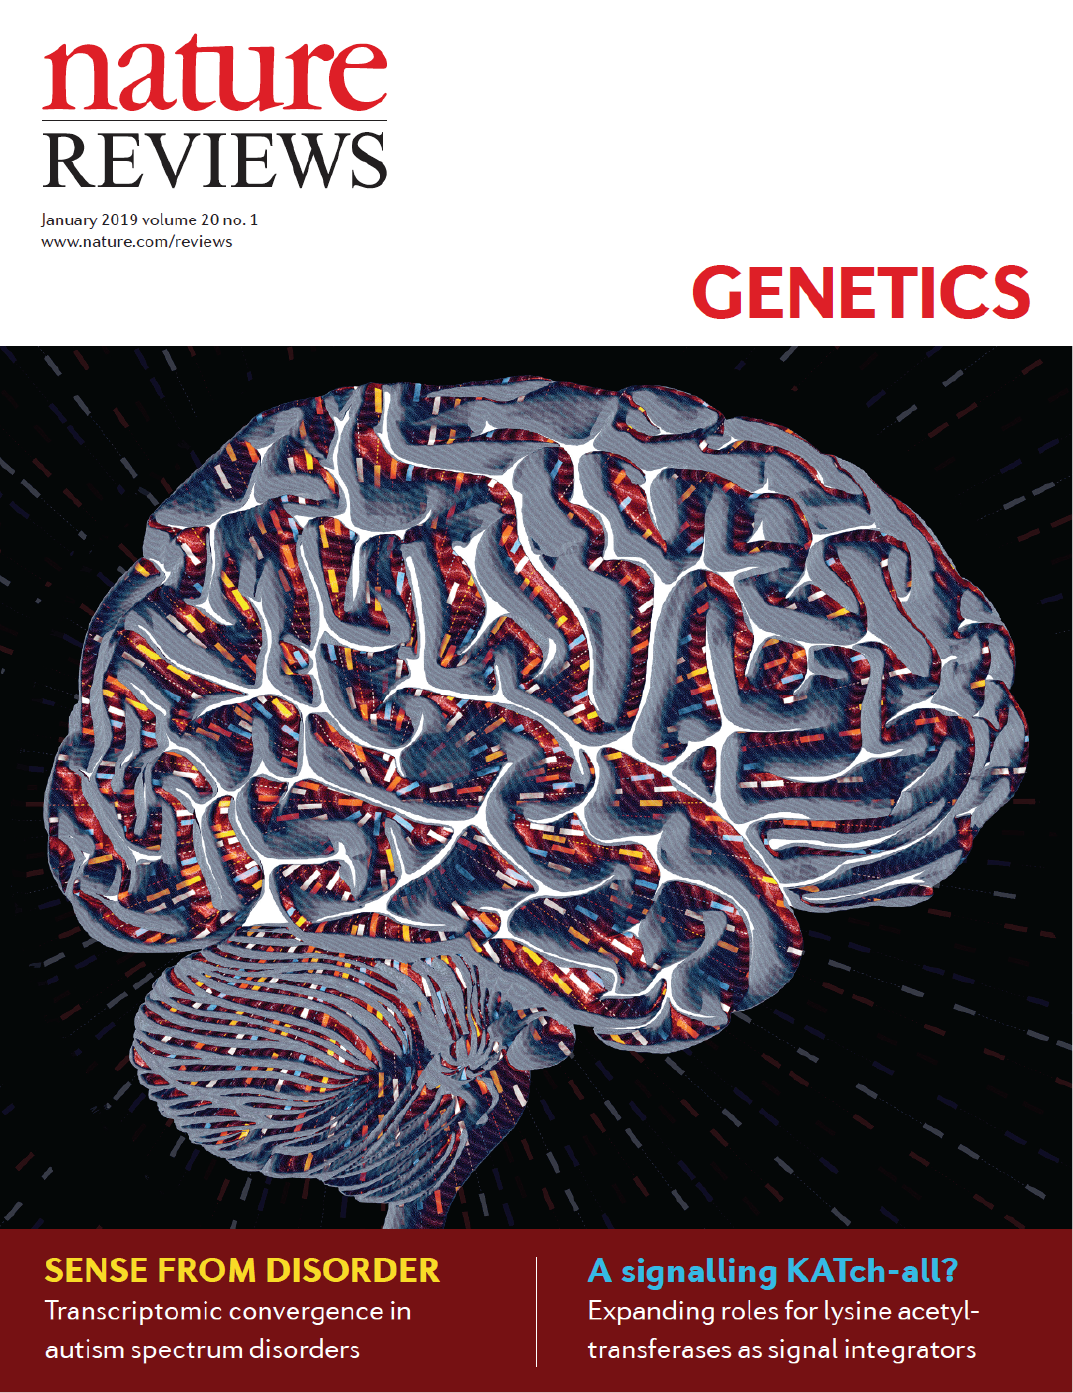 nature
REVIEWS
January 2019 volume 20 no. 1
www.nature.com/reviews
GENETICS
SENSE FROM DISORDER
Transcriptomic convergence in
autism spectrum disorders
A signalling KATch-all?
Expanding roles for lysine acetyl-
transferases as signal integrators